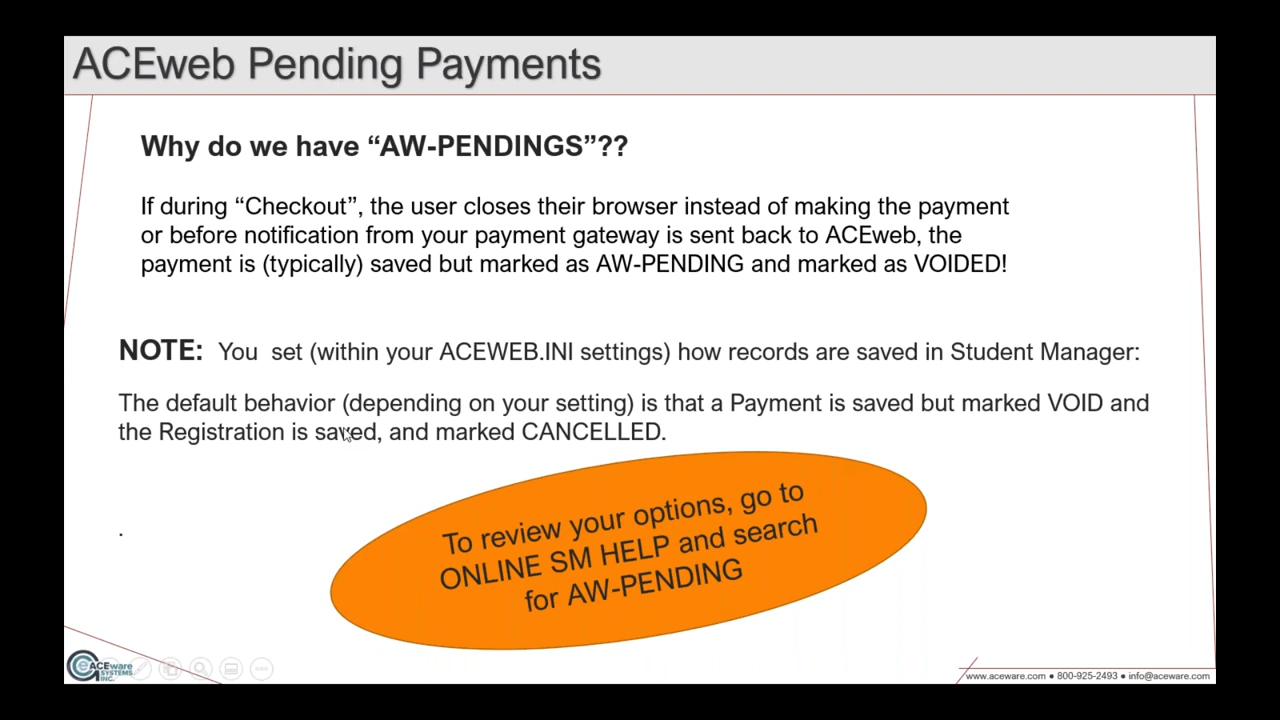 ACEweb Pending Payments
Why do we have “AW-PENDINGS”??
If during “Checkout”, the user closes their browser instead of making the payment
or before notification from your payment gateway is sent back to ACEweb, the
payment is (typically) saved but marked as AW-PENDING and marked as VOIDED!
NOTE: You set (within your ACEWEB.INI settings) how records are saved in Student Manager:
The default behavior (depending on your setting) is that a Payment is saved but marked VOID and
the Registration is saved, and marked CANCELLED.
.
To review your options, go to
ONLINE SM HELP and search
for AW-PENDING
ACEware
SYSTEMS
INC.
www.aceware.com ● 800-925-2493 ● info@aceware.com